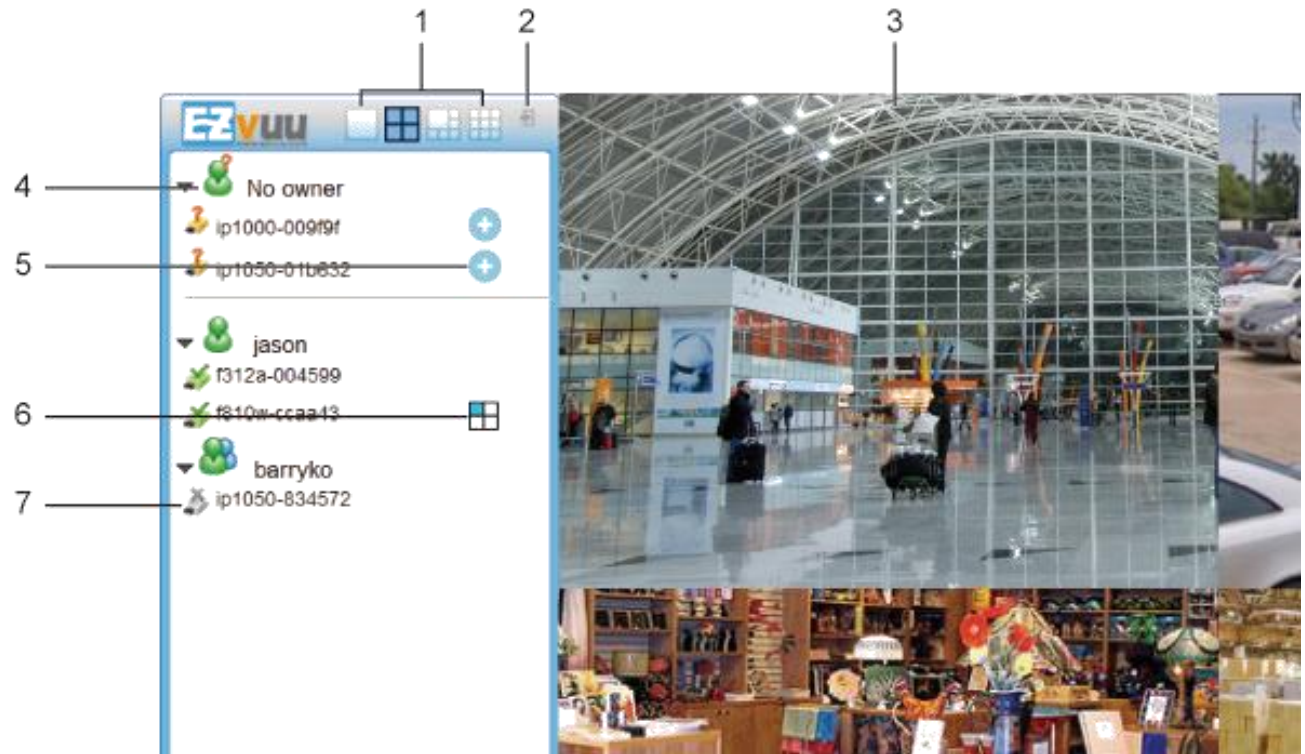 1 2 3
EZvuu
4 No owner
ip1000-009f9f
5 ip1050-01b632
jason
f312a-004599
6 f810w-ccaa43
barryko
7 ip1050-834572